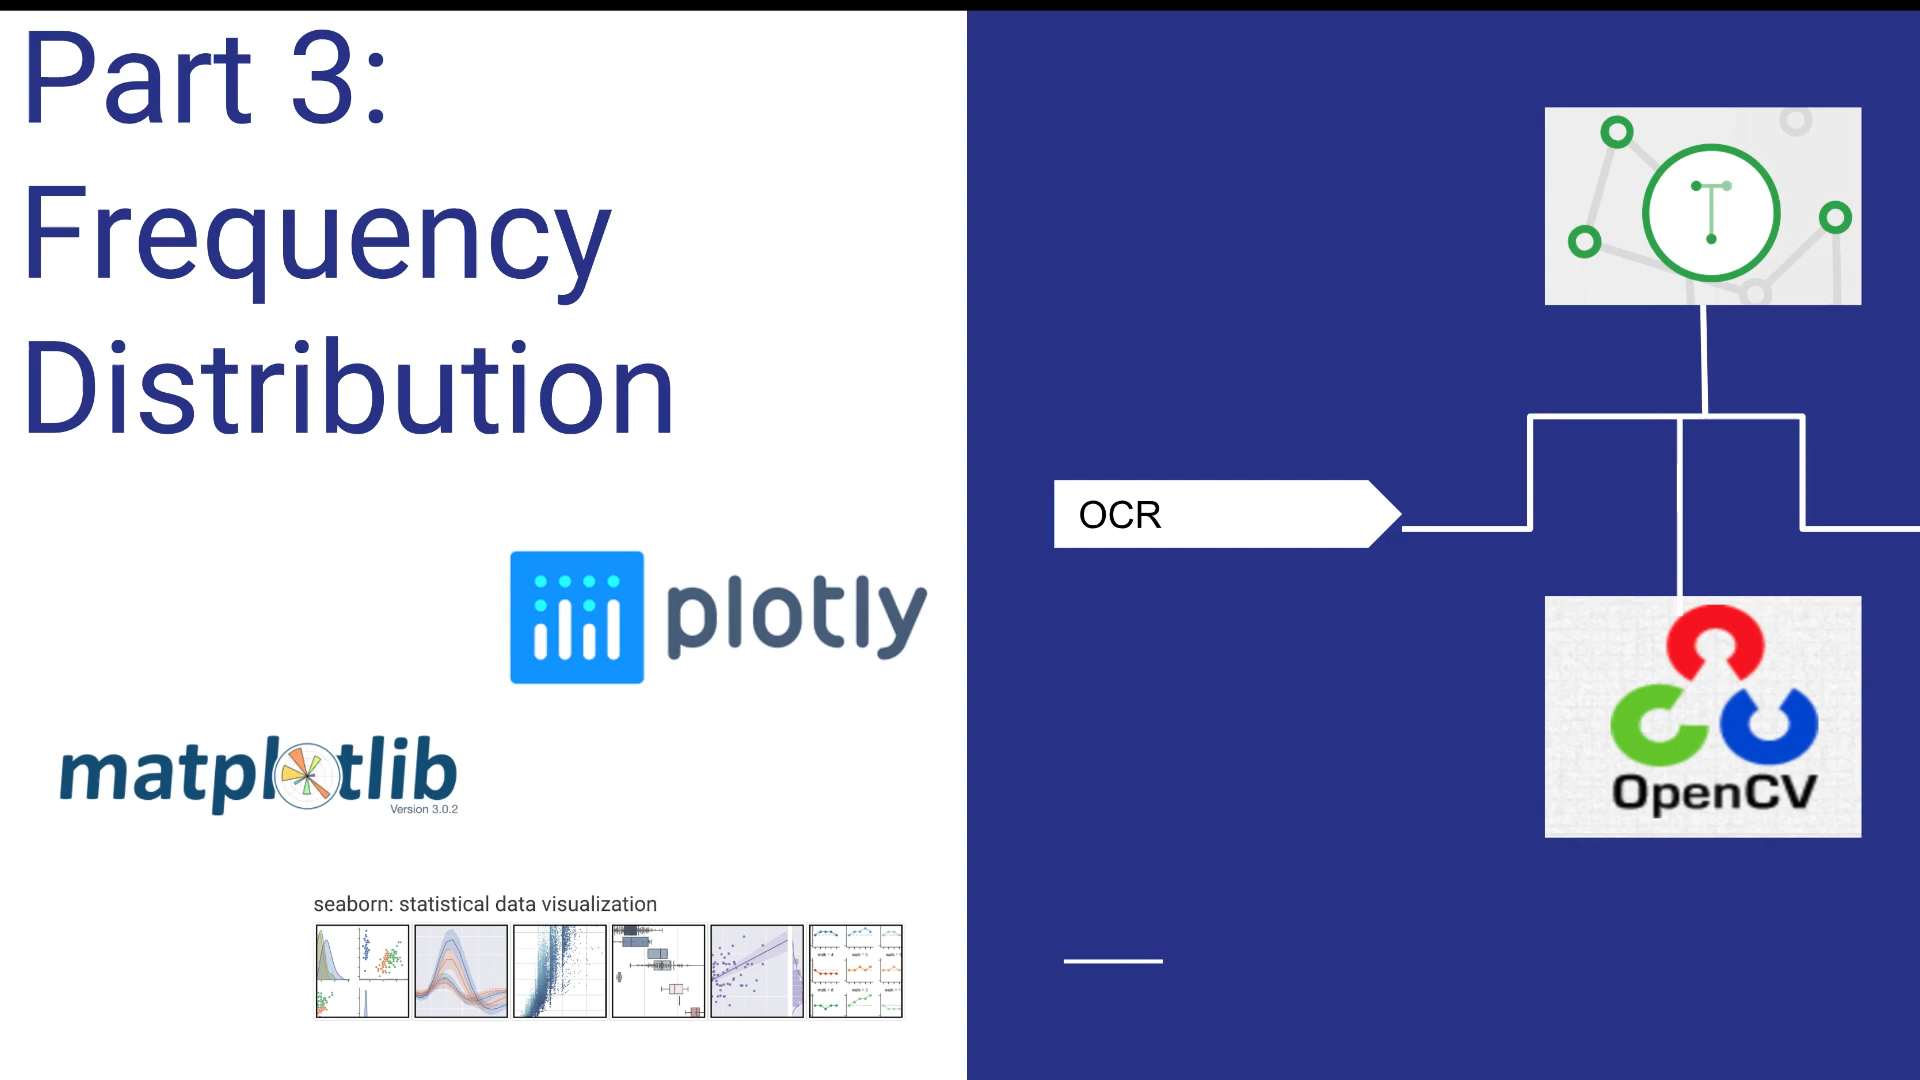 Part 3:
Frequency
Distribution
plotly
matplotlib
Version 3.0.2
seaborn: statistical data visualization
OCR
T
OpenCV